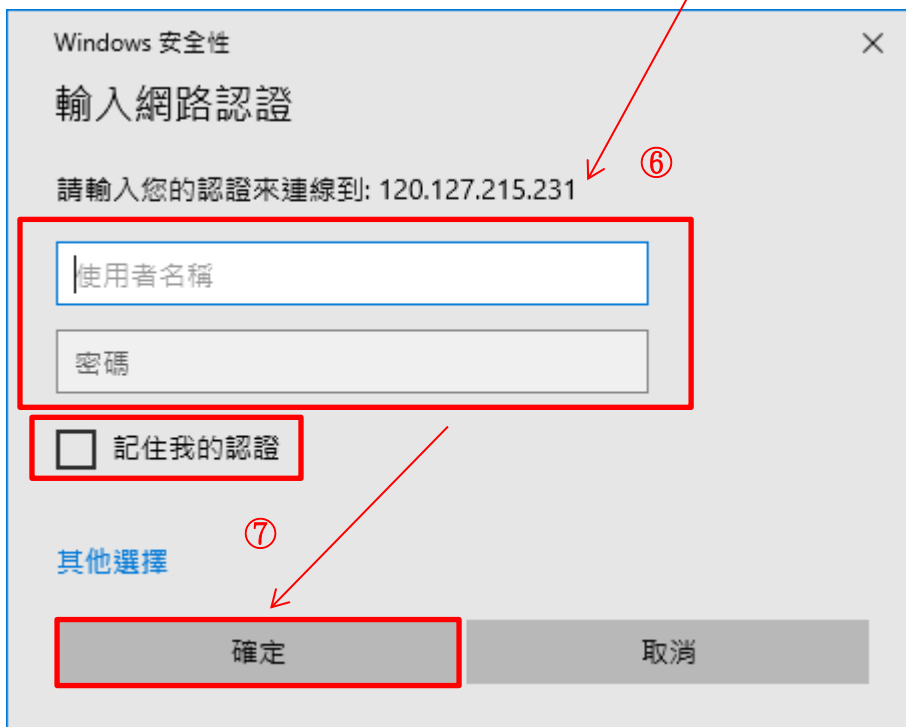 Windows 安全性
輸入網路認證
⑥
請輸入您的認證來連線到: 120.127.215.231
使用者名稱
密碼
記住我的認證
⑦
其他選擇
確定 取消